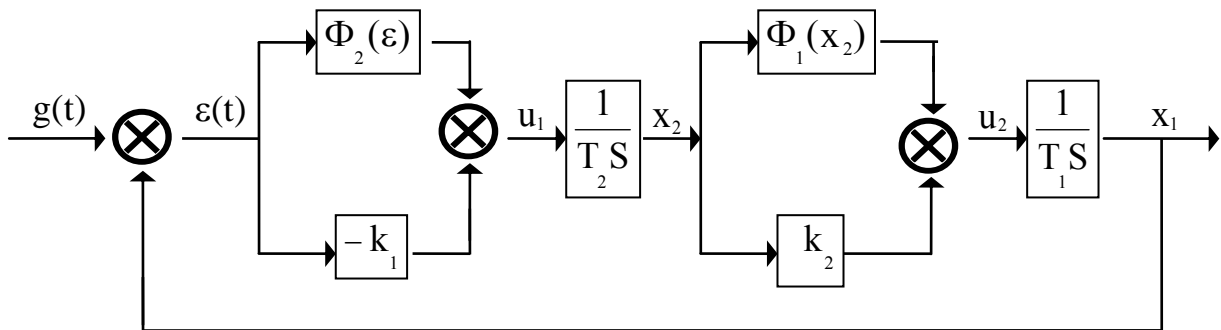 Φ₂(ε)
Φ₁(x₂)
g(t)
ε(t)
u₁
1
T₂S
x₂
u₂
1
T₁S
x₁
−k₁
k₂